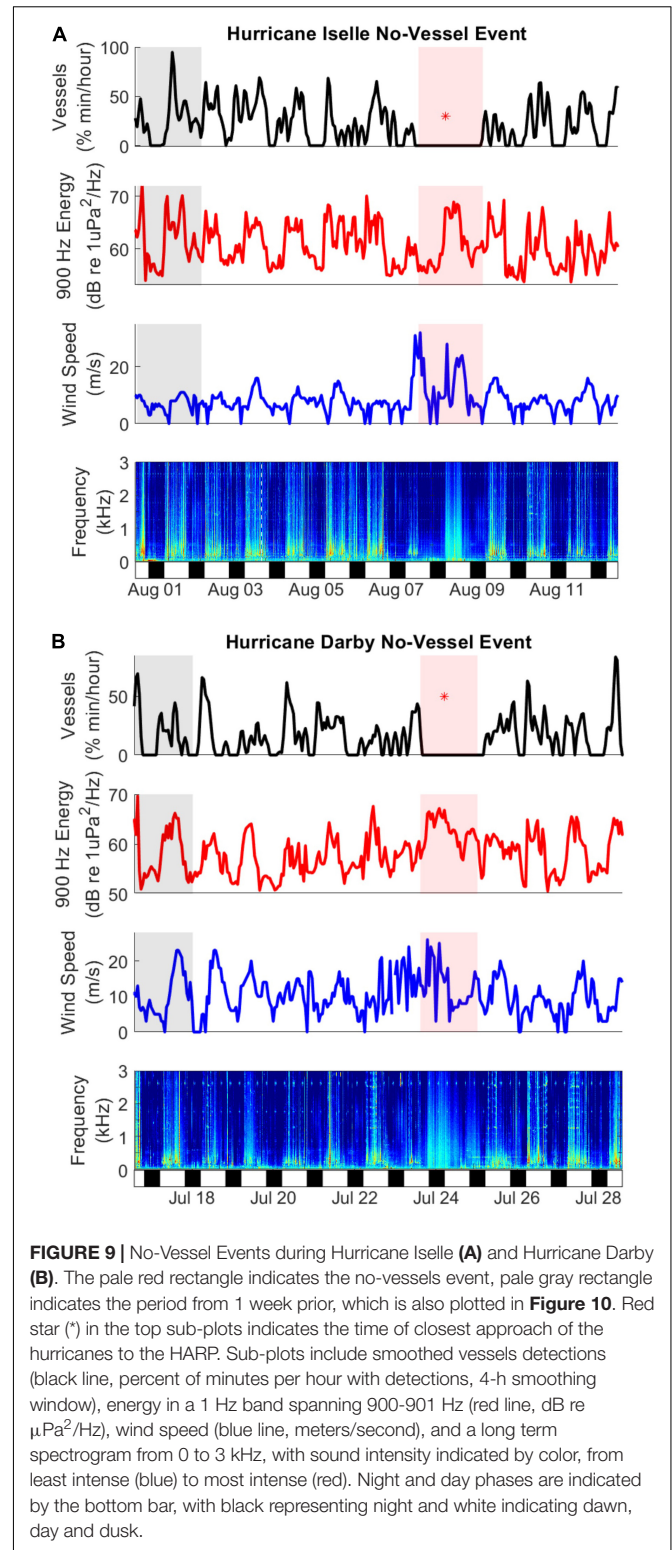 A
Hurricane Iselle No-Vessel Event
Vessels
(% min/hour)
100
50
0
*
900 Hz Energy
(dB re 1uPa²/Hz)
70
60
Wind Speed
(m/s)
20
0
Frequency
(kHz)
3
2
1
0
Aug 01 Aug 03 Aug 05 Aug 07 Aug 09 Aug 11
B
Hurricane Darby No-Vessel Event
Vessels
(% min/hour)
50
0
*
900 Hz Energy
(dB re 1uPa²/Hz)
70
60
50
Wind Speed
(m/s)
20
10
0
Frequency
(kHz)
3
2
1
0
Jul 18 Jul 20 Jul 22 Jul 24 Jul 26 Jul 28
FIGURE 9 | No-Vessel Events during Hurricane Iselle (A) and Hurricane Darby
(B). The pale red rectangle indicates the no-vessels event, pale gray rectangle
indicates the period from 1 week prior, which is also plotted in Figure 10. Red
star (*) in the top sub-plots indicates the time of closest approach of the
hurricanes to the HARP. Sub-plots include smoothed vessels detections
(black line, percent of minutes per hour with detections, 4-h smoothing
window), energy in a 1 Hz band spanning 900-901 Hz (red line, dB re
μPa²/Hz), wind speed (blue line, meters/second), and a long term
spectrogram from 0 to 3 kHz, with sound intensity indicated by color, from
least intense (blue) to most intense (red). Night and day phases are indicated
by the bottom bar, with black representing night and white indicating dawn,
day and dusk.